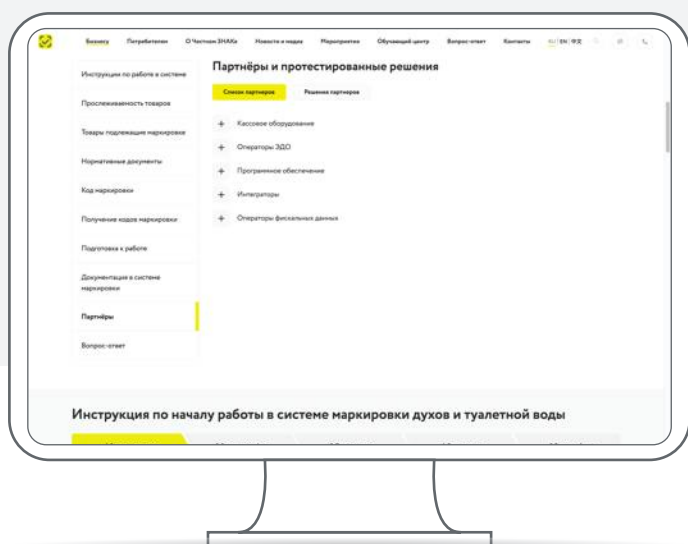 Бизнесу Потребителям О Честном ЗНАКе Новости и медиа Мероприятия Обучающий центр Вопрос-ответ Контакты RU EN 中文
Инструкции по работе в системе
Прослеживаемость товаров
Товары подлежащие маркировке
Нормативные документы
Код маркировки
Получение кодов маркировки
Подготовка к работе
Документация в системе
маркировки
Партнёры
Вопрос-ответ
Партнёры и протестированные решения
Список партнеров Решения партнеров
+ Кассовое оборудование
+ Операторы ЭДО
+ Программное обеспечение
+ Интеграторы
+ Операторы фискальных данных
Инструкция по началу работы в системе маркировки духов и туалетной воды